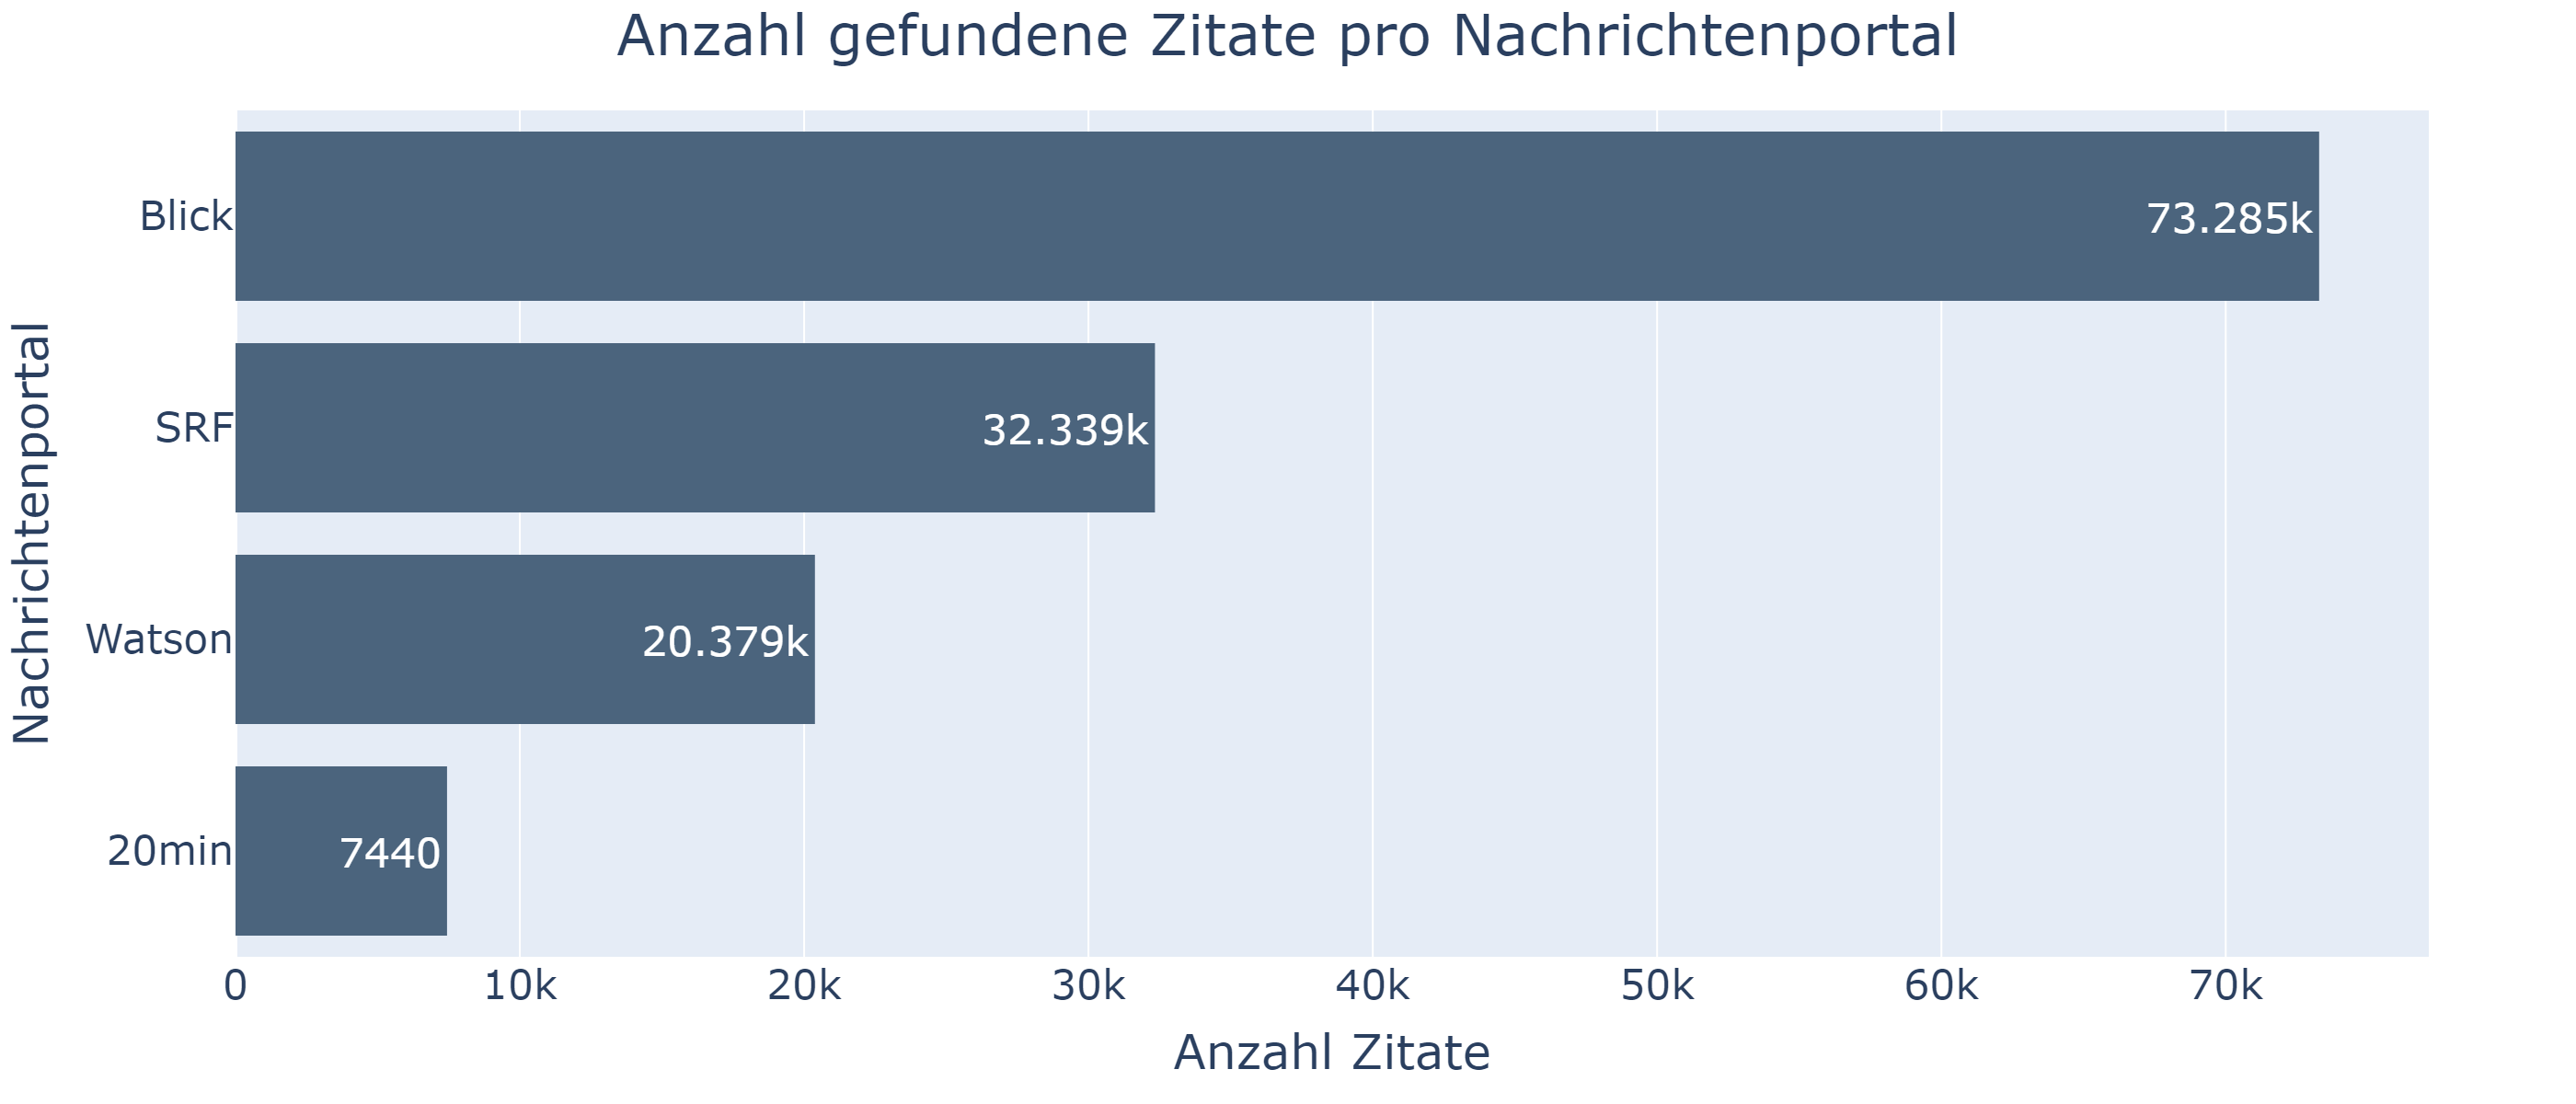 Anzahl gefundene Zitate pro Nachrichtenportal
Nachrichtenportal
Blick
73.285k
SRF
32.339k
Watson
20.379k
20min
7440
0 10k 20k 30k 40k 50k 60k 70k
Anzahl Zitate